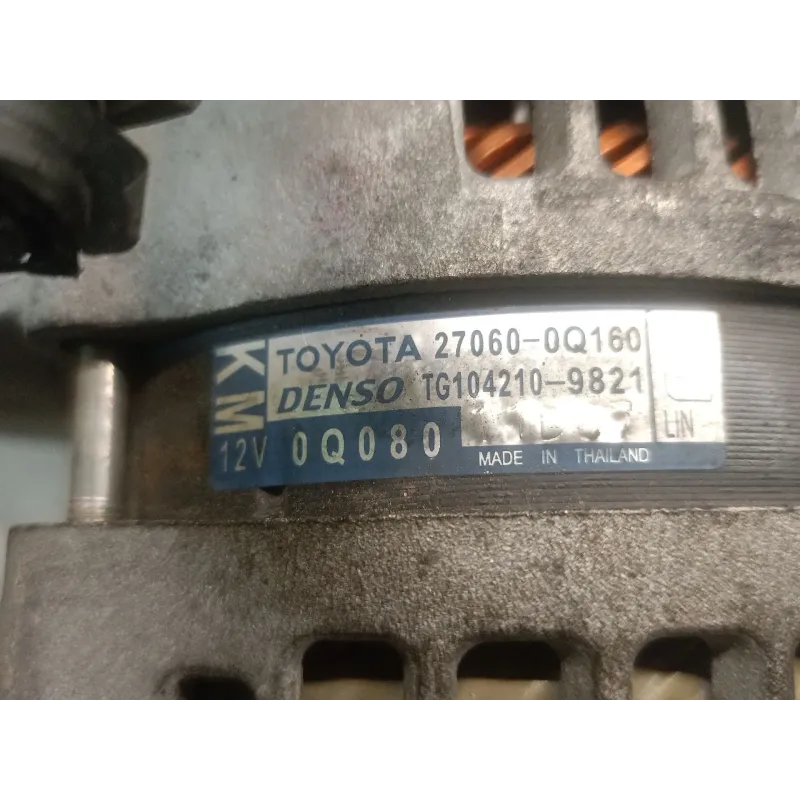 KM
TOYOTA 27060-0Q160
DENSO TG104210-9821
12V 0Q080
LIN
MADE IN THAILAND